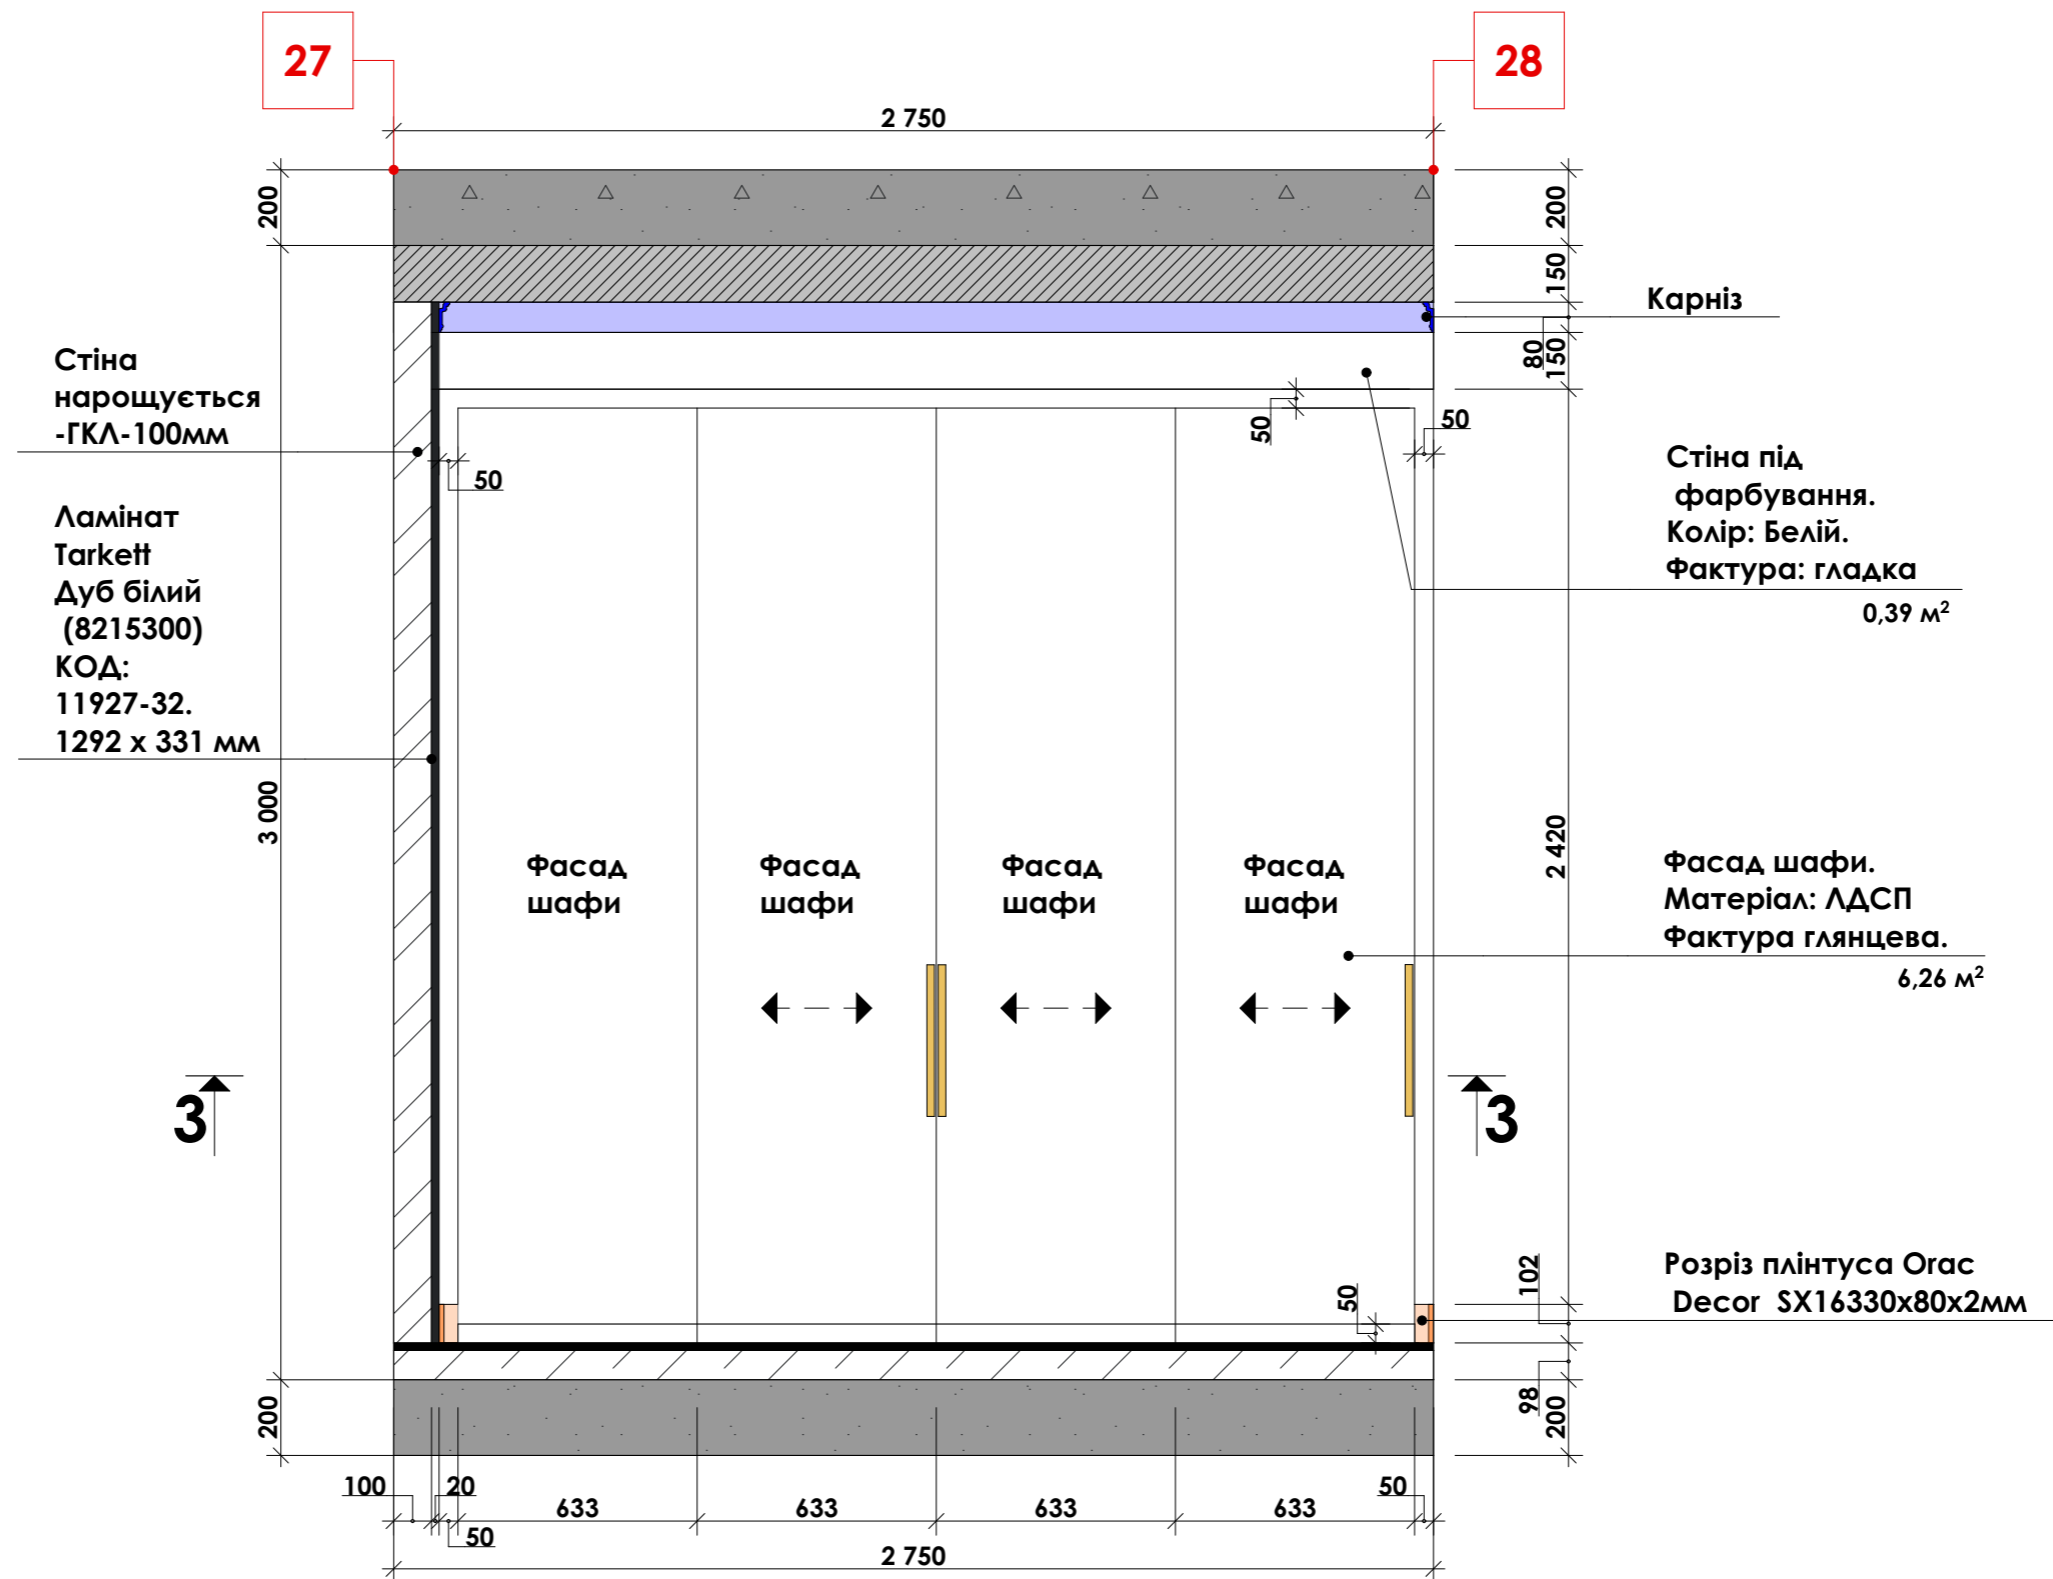 27
28
2 750
200
200
150
Карніз
80
150
Стіна
нарощується
-ГКЛ-100мм
50
50
50
Стіна під
фарбування.
Колір: Белій.
Фактура: гладка
0,39 м²
Ламінат
Tarkett
Дуб білий
(8215300)
КОД:
11927-32.
1292 х 331 мм
3 000
2 420
Фасад
шафи
Фасад
шафи
Фасад
шафи
Фасад
шафи
Фасад шафи.
Матеріал: ЛДСП
Фактура глянцева.
6,26 м²
3
3
102
50
Розріз плінтуса Orac
Decor SX16330x80x2мм
98
200
200
100
20
50
633
633
633
633
50
2 750